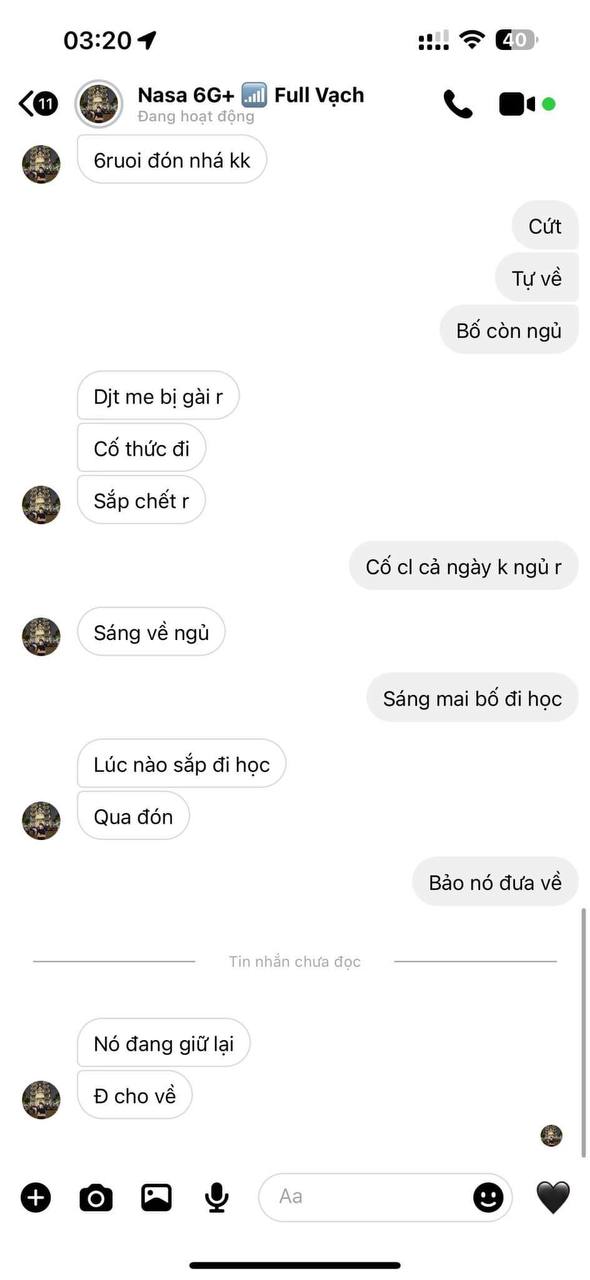 03:20
40
11
Nasa 6G+ 📶 Full Vạch
Đang hoạt động
6ruoi đón nhá kk
Cứt
Tự về
Bố còn ngủ
Djt me bị gài r
Cố thức đi
Sắp chết r
Cố cl cả ngày k ngủ r
Sáng về ngủ
Sáng mai bố đi học
Lúc nào sắp đi học
Qua đón
Bảo nó đưa về
Tin nhắn chưa đọc
Nó đang giữ lại
Đ cho về
Aa